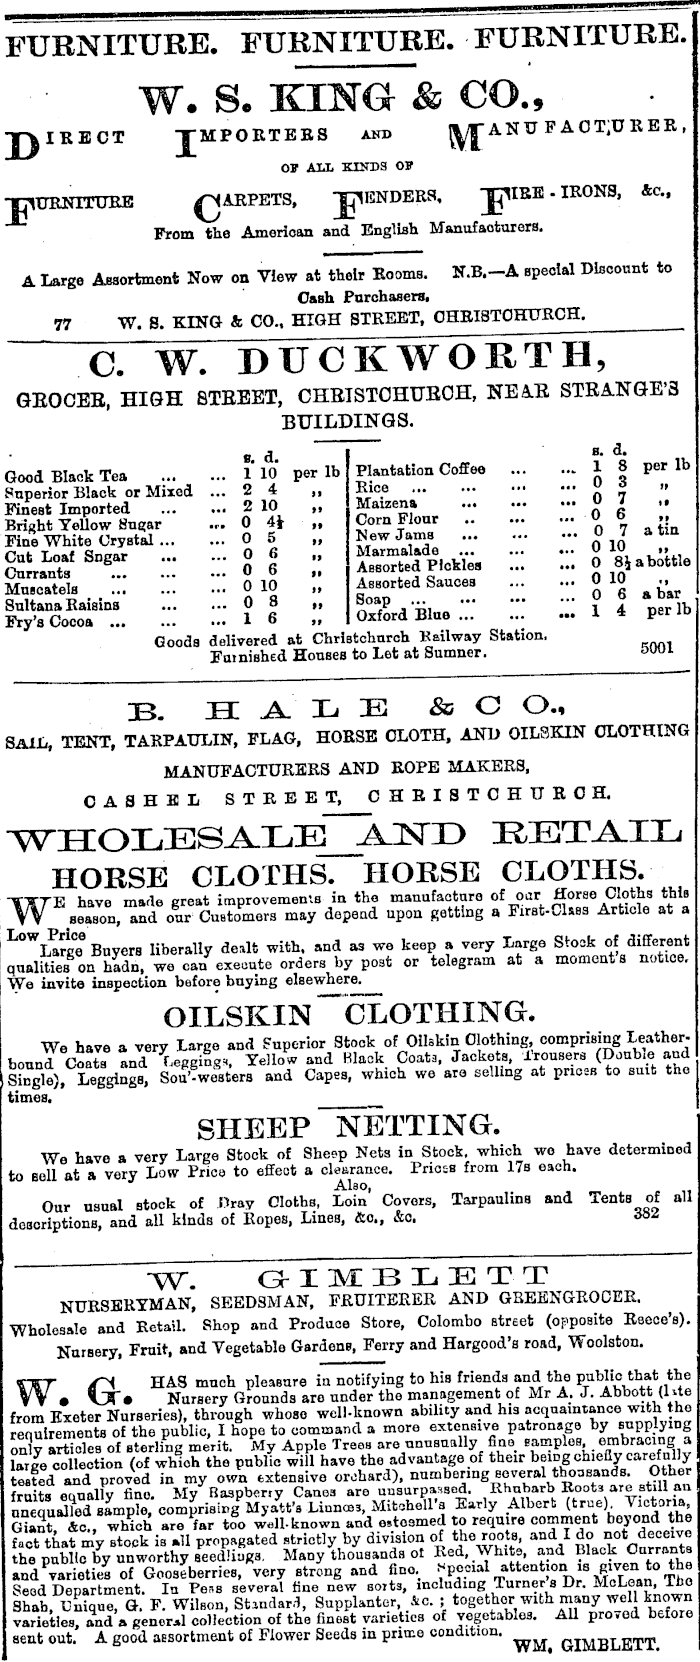 FURNITURE. FURNITURE. FURNITURE.
W. S. KING & CO.,
DIRECT IMPORTERS AND MANUFACTURER,
OF ALL KINDS OF
FURNITURE CARPETS, FENDERS, FIRE-IRONS, &c.,
From the American and English Manufacturers.
A Large Assortment Now on View at their Rooms. N.B.—A special Discount to
Cash Purchasers.
77 W. S. KING & CO., HIGH STREET, CHRISTCHURCH.
C. W. DUCKWORTH,
GROCER, HIGH STREET, CHRISTCHURCH, NEAR STRANGE'S
BUILDINGS.
s. d.
Good Black Tea ... ... 1 10 per lb
Superior Black or Mixed ... 2 4 ,,
Finest Imported ... ... 2 10 ,,
Bright Yellow Sugar ... 0 4½ ,,
Fine White Crystal ... ... 0 5 ,,
Cut Loaf Sngar ... ... 0 6 ,,
Currants ... ... ... 0 6 ,,
Muscatels ... ... ... 0 10 ,,
Sultana Raisins ... ... 0 8 ,,
Fry's Cocoa ... ... ... 1 6 ,,
s. d.
Plantation Coffee ... ... 1 8 per lb
Rice ... ... ... ... 0 3 ,,
Maizena ... ... ... 0 7 ,,
Corn Flour .. ... ... 0 6 ,,
New Jams ... ... ... 0 7 a tin
Marmalade ... ... ... 0 10 ,,
Assorted Pickles ... ... 0 8½ a bottle
Assorted Sauces ... ... 0 10 ,,
Soap ... ... ... ... 0 6 a bar
Oxford Blue ... ... ... 1 4 per lb
Goods delivered at Christchurch Railway Station.
Furnished Houses to Let at Sumner. 5001
B. HALE & CO.,
SAIL, TENT, TARPAULIN, FLAG, HORSE CLOTH, AND OILSKIN CLOTHING
MANUFACTURERS AND ROPE MAKERS,
CASHEL STREET, CHRISTCHURCH.
WHOLESALE AND RETAIL
HORSE CLOTHS. HORSE CLOTHS.
WE have made great improvements in the manufacture of our Horse Cloths this
season, and our Customers may depend upon getting a First-Class Article at a
Low Price
Large Buyers liberally dealt with, and as we keep a very Large Stock of different
qualities on hadn, we can execute orders by post or telegram at a moment's notice.
We invite inspection before buying elsewhere.
OILSKIN CLOTHING.
We have a very Large and Superior Stock of Oilskin Clothing, comprising Leather-
bound Coats and Leggings, Yellow and Black Coats, Jackets, Trousers (Double and
Single), Leggings, Sou'-westers and Capes, which we are selling at prices to suit the
times.
SHEEP NETTING.
We have a very Large Stock of Sheep Nets in Stock, which we have determined
to sell at a very Low Price to effect a clearance. Prices from 17s each.
Also,
Our usual stock of Dray Cloths, Loin Covers, Tarpaulins and Tents of all
descriptions, and all kinds of Ropes, Lines, &c., &c. 382
W. GIMBLETT
NURSERYMAN, SEEDSMAN, FRUITERER AND GREENGROCER.
Wholesale and Retail. Shop and Produce Store, Colombo street (opposite Reece's).
Nursery, Fruit, and Vegetable Gardens, Ferry and Hargood's road, Woolston.
W. G. HAS much pleasure in notifying to his friends and the public that the
Nursery Grounds are under the management of Mr A. J. Abbott (late
from Exeter Nurseries), through whose well-known ability and his acquaintance with the
requirements of the public, I hope to command a more extensive patronage by supplying
only articles of sterling merit. My Apple Trees are unusually fine samples, embracing a
large collection (of which the public will have the advantage of their being chiefly carefully
tested and proved in my own extensive orchard), numbering several thousands. Other
fruits equally fine. My Raspberry Canes are unsurpassed. Rhubarb Roots are still an
unequalled sample, comprising Myatt's Linnœs, Mitchell's Early Albert (true), Victoria,
Giant, &c., which are far too well-known and esteemed to require comment beyond the
fact that my stock is all propagated strictly by division of the roots, and I do not deceive
the public by unworthy seedlings. Many thousands of Red, White, and Black Currants
and varieties of Gooseberries, very strong and fine. Special attention is given to the
Seed Department. In Peas several fine new sorts, including Turner's Dr. McLean, The
Shah, Unique, G. F. Wilson, Standard, Supplanter, &c. ; together with many well known
varieties, and a general collection of the finest varieties of vegetables. All proved before
sent out. A good assortment of Flower Seeds in prime condition.
WM, GIMBLETT.